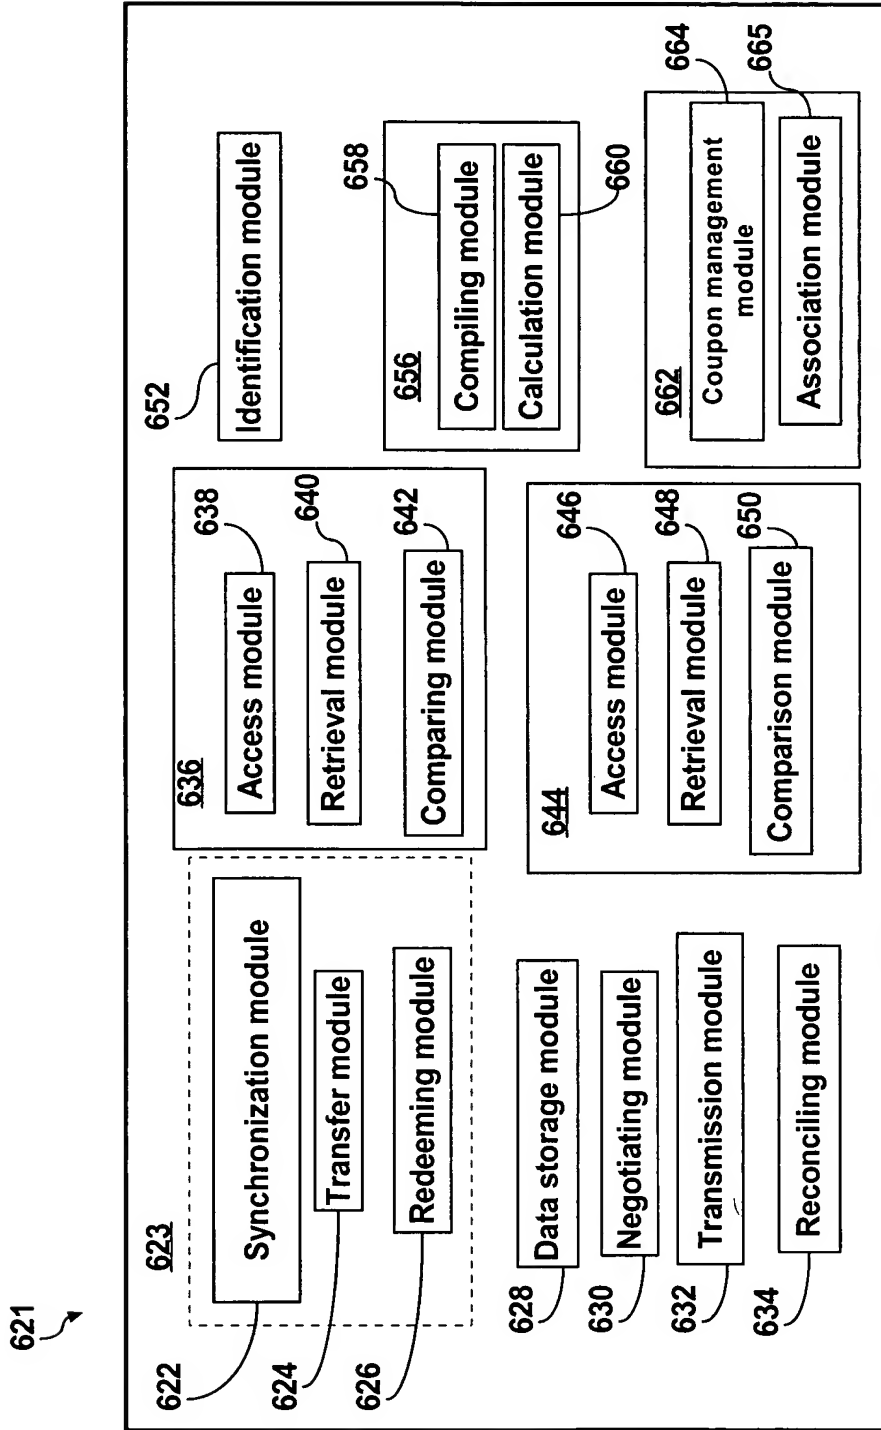 621
623
622
Synchronization module
624
Transfer module
626
Redeeming module
628
Data storage module
630
Negotiating module
632
Transmission module
634
Reconciling module
636
Access module
638
Retrieval module
640
Comparing module
642
644
Access module
646
Retrieval module
648
Comparison module
650
652
Identification module
656
Compiling module
658
Calculation module
660
662
Coupon management
module
664
Association module
665